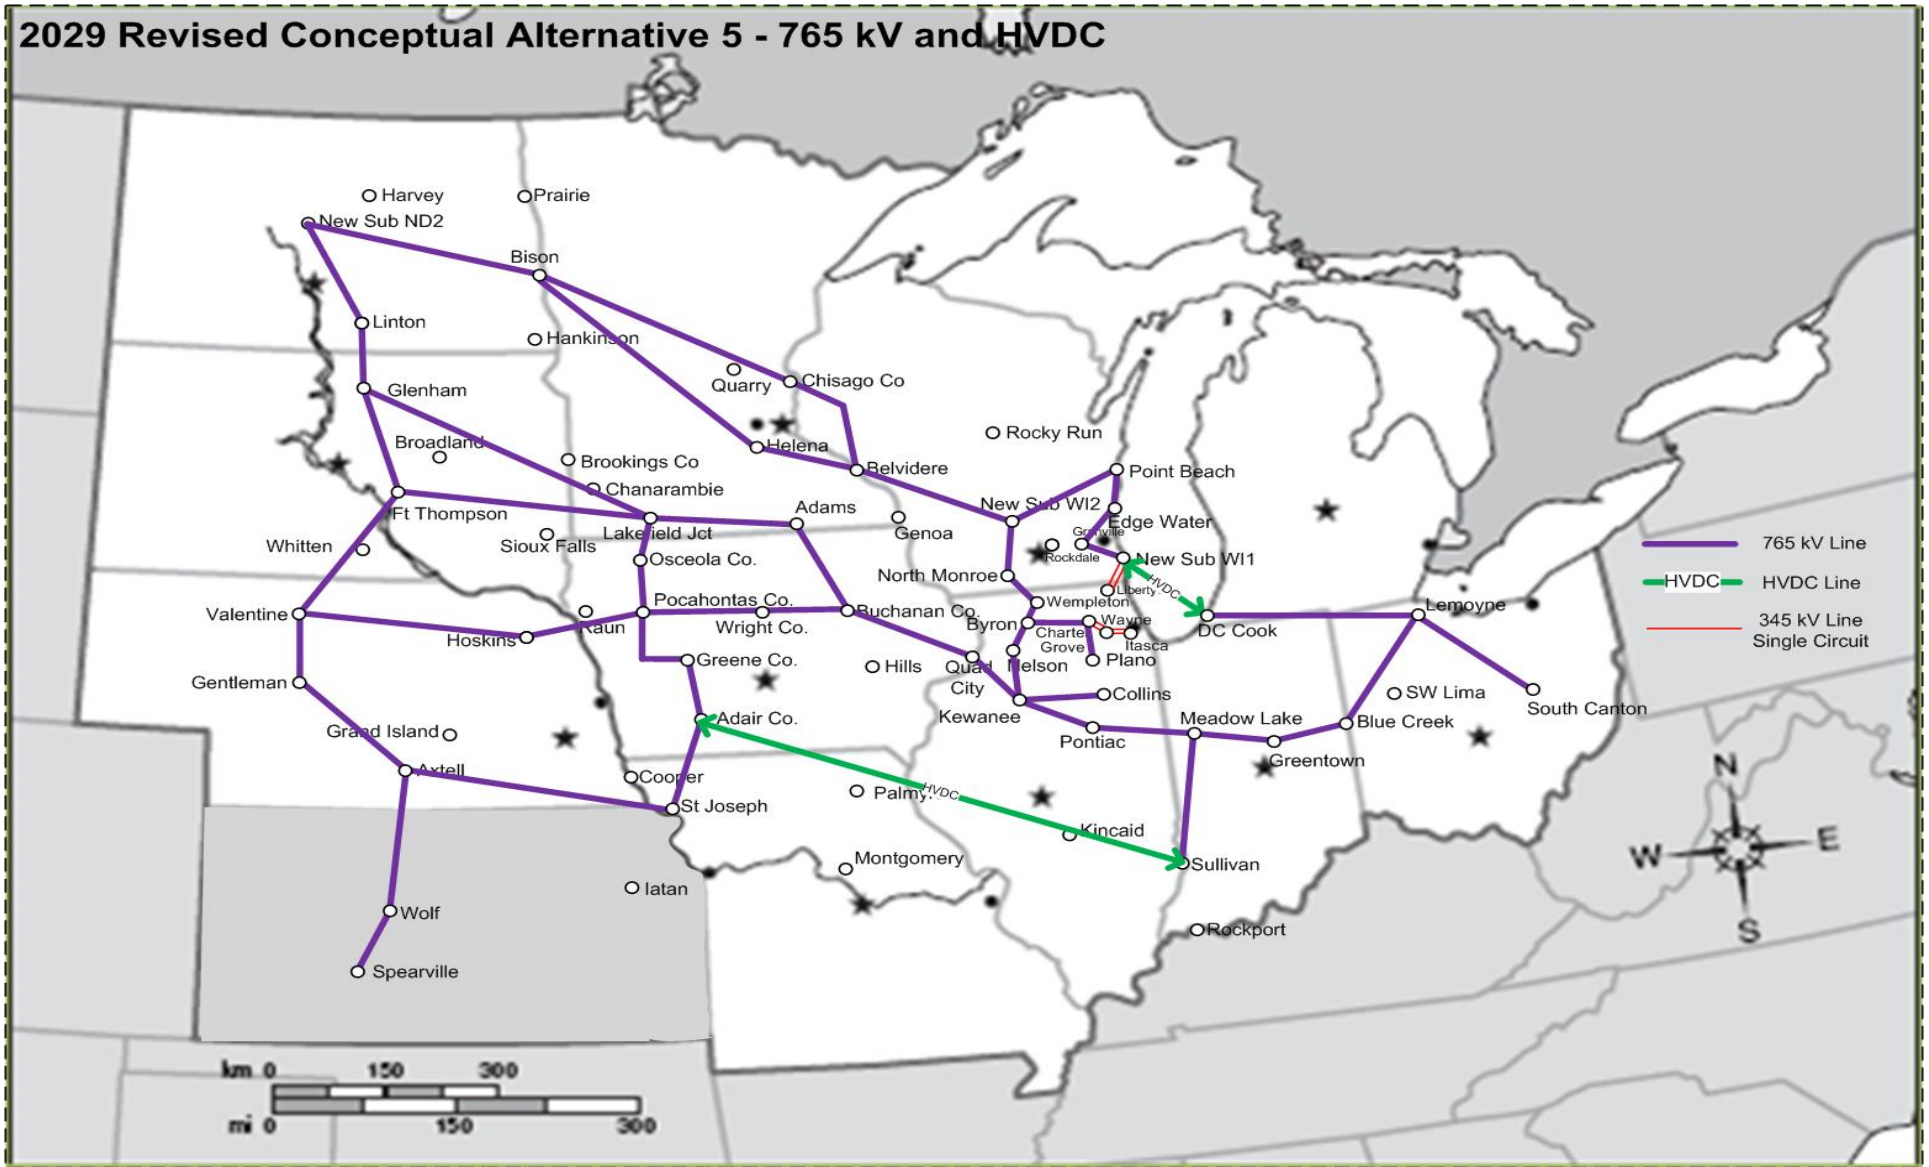 2029 Revised Conceptual Alternative 5 - 765 kV and HVDC
Harvey
Prairie
New Sub ND2
Bison
Linton
Hankinson
Glenham
Quarry
Chisago Co
Broadland
Helena
Rocky Run
Brookings Co
Belvidere
Point Beach
Chanarambie
Ft Thompson
Adams
New Sub WI2
Edge Water
Lakefield Jct
Genoa
Granville
Whitten
Sioux Falls
Rockdale
New Sub WI1
Osceola Co.
North Monroe
Liberty
HVDC
Valentine
Pocahontas Co.
Wempleton
Lemoyne
Hoskins
Raun
Wright Co.
Buchanan Co.
Byron
Wayne
DC Cook
Charter
Grove
Itasca
Greene Co.
Hills
Quad
City
Nelson
Plano
Gentleman
Collins
SW Lima
South Canton
Grand Island
Adair Co.
Kewanee
Pontiac
Meadow Lake
Blue Creek
Greentown
Axtell
Cooper
HVDC
St Joseph
Kincaid
Montgomery
Sullivan
Iatan
Wolf
Rockport
Spearville
765 kV Line
HVDC
HVDC Line
345 kV Line
Single Circuit
N
W
E
S
km 0 150 300
mi 0 150 300